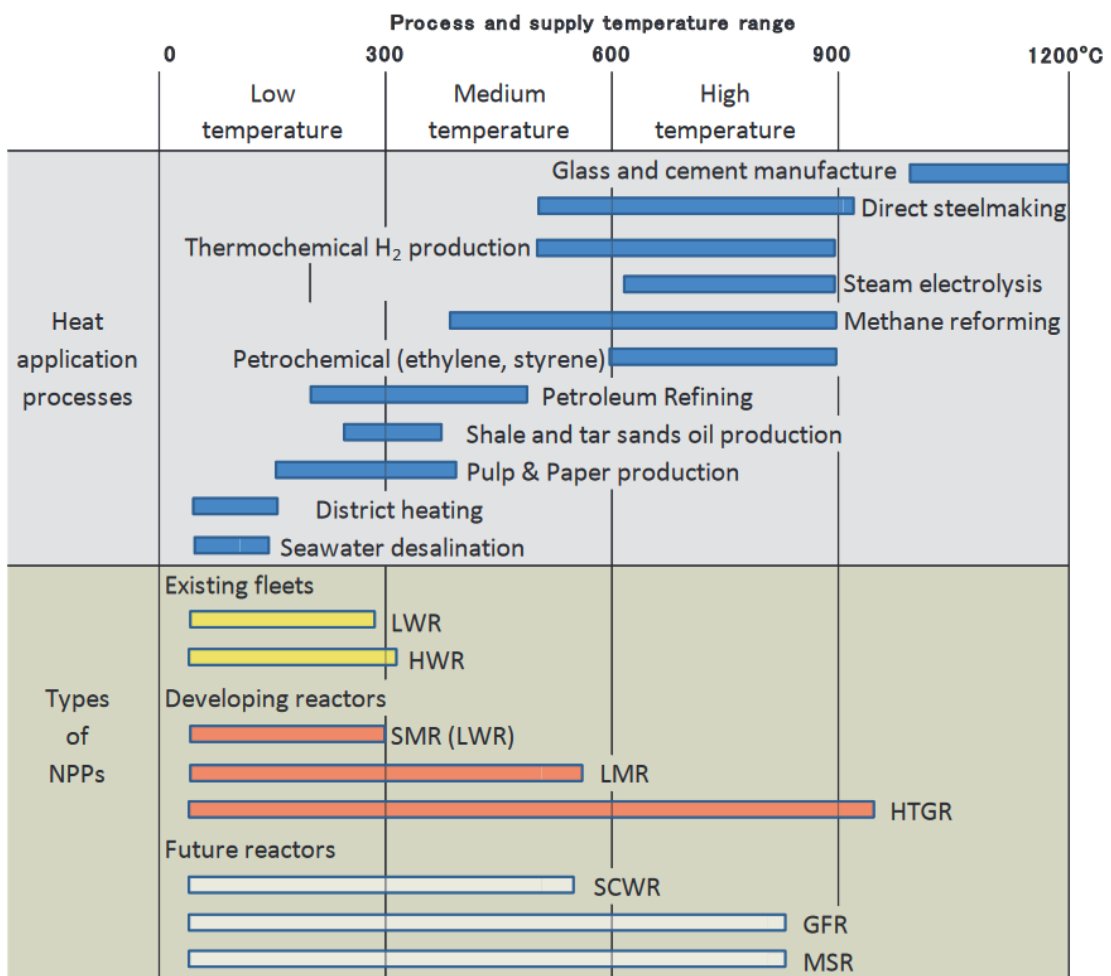 Process and supply temperature range
0 300 600 900 1200°C
Low
temperature
Medium
temperature
High
temperature
Heat
application
processes
Glass and cement manufacture
Direct steelmaking
Thermochemical H₂ production
Steam electrolysis
Methane reforming
Petrochemical (ethylene, styrene)
Petroleum Refining
Shale and tar sands oil production
Pulp & Paper production
District heating
Seawater desalination
Types
of
NPPs
Existing fleets
LWR
HWR
Developing reactors
SMR (LWR)
LMR
HTGR
Future reactors
SCWR
GFR
MSR